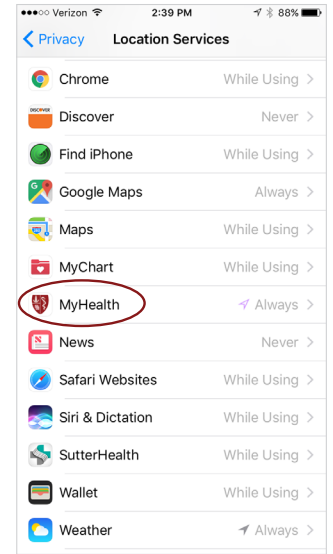 Verizon 2:39 PM 88%
Privacy Location Services
Chrome While Using
DISCOVER Discover Never
Find iPhone While Using
G Google Maps Always
280 Maps While Using
MyChart While Using
MyHealth Always
N News Never
Safari Websites While Using
Siri & Dictation While Using
SutterHealth While Using
Wallet While Using
Weather Always